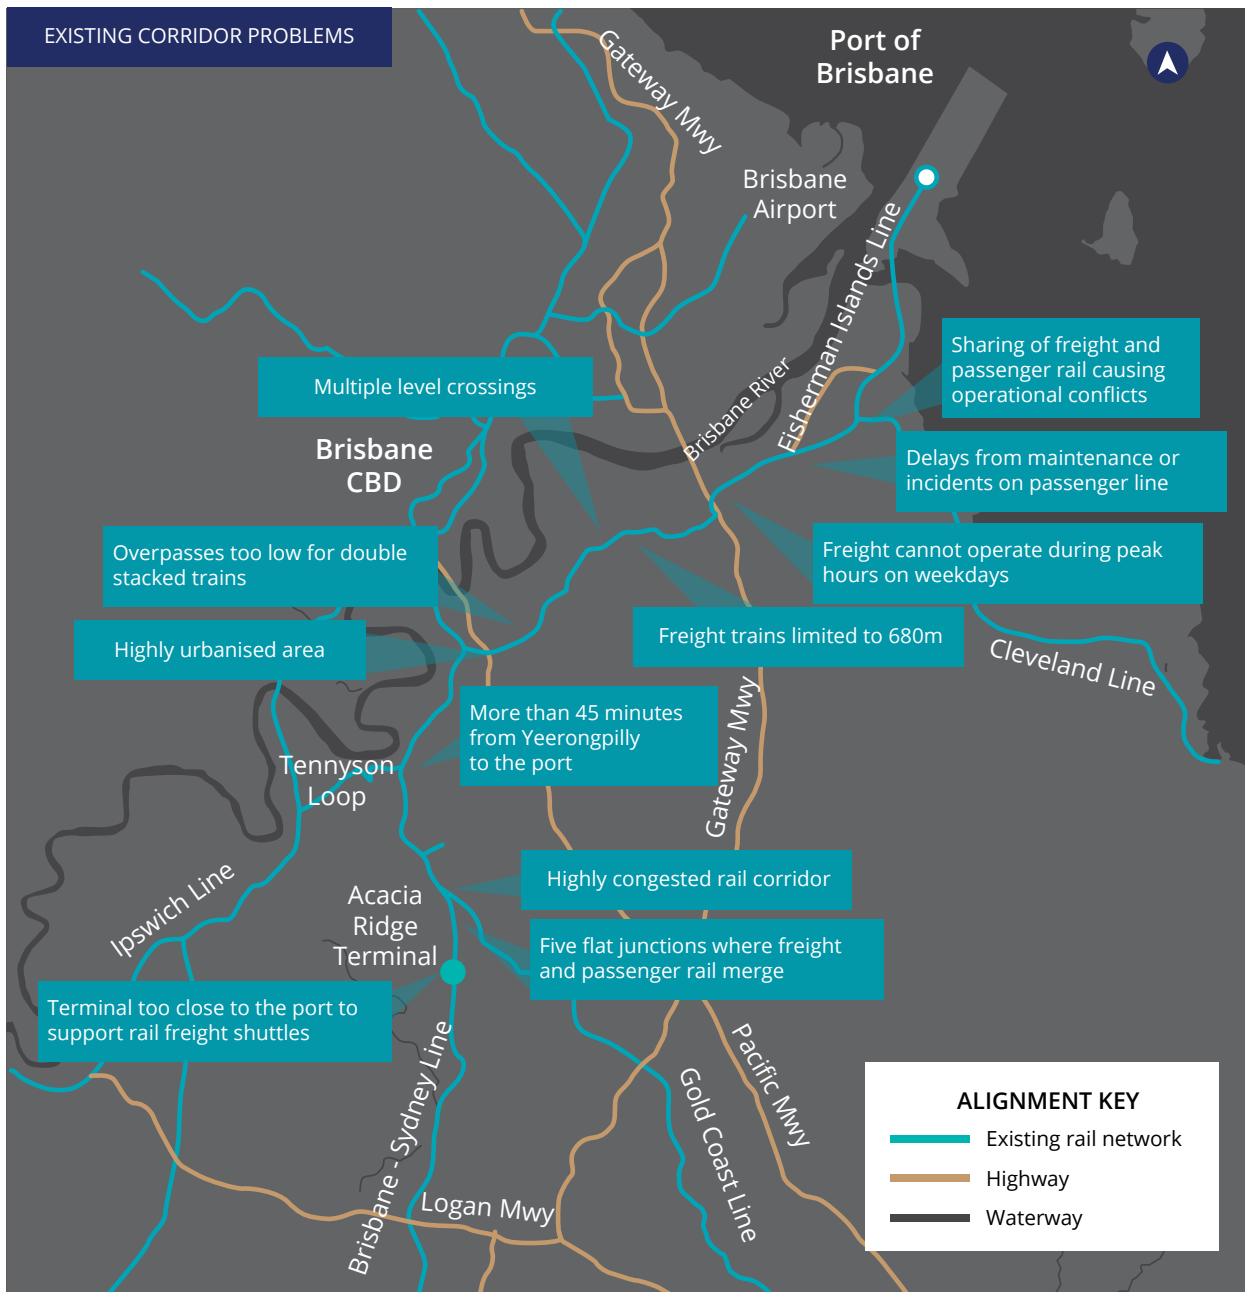 EXISTING CORRIDOR PROBLEMS
Port of
Brisbane
Gateway Mwy
Brisbane
Airport
Fisherman Islands Line
Sharing of freight and
passenger rail causing
operational conflicts
Multiple level crossings
Brisbane River
Brisbane
CBD
Delays from maintenance or
incidents on passenger line
Overpasses too low for double
stacked trains
Freight cannot operate during peak
hours on weekdays
Highly urbanised area
Freight trains limited to 680m
Cleveland Line
More than 45 minutes
from Yeerongpilly
to the port
Gateway Mwy
Tennyson
Loop
Ipswich Line
Highly congested rail corridor
Acacia
Ridge
Terminal
Five flat junctions where freight
and passenger rail merge
Terminal too close to the port to
support rail freight shuttles
Brisbane - Sydney Line
Pacific Mwy
Gold Coast Line
Logan Mwy
ALIGNMENT KEY
Existing rail network
Highway
Waterway